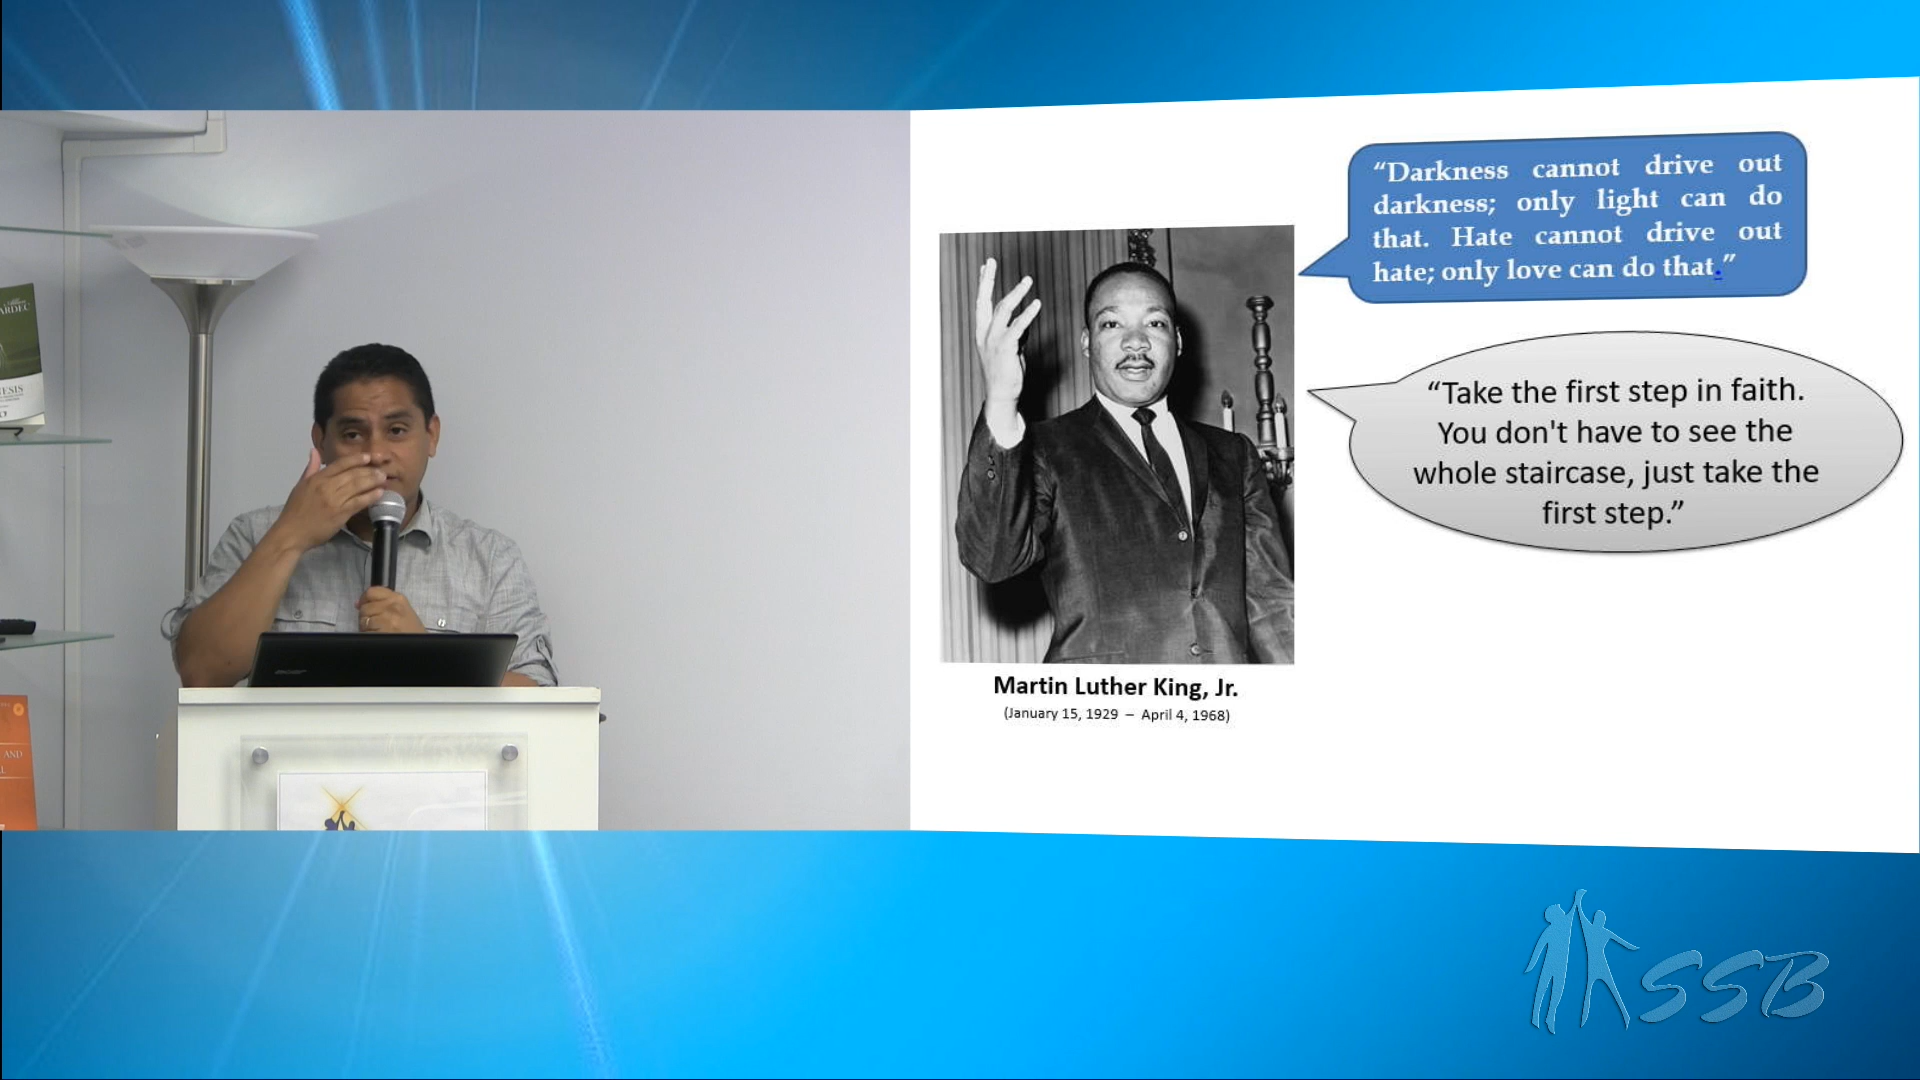 “Darkness cannot drive out
darkness; only light can do
that. Hate cannot drive out
hate; only love can do that.”
“Take the first step in faith.
You don't have to see the
whole staircase, just take the
first step.”
Martin Luther King, Jr.
(January 15, 1929 – April 4, 1968)
ARDEC
AND
SSB